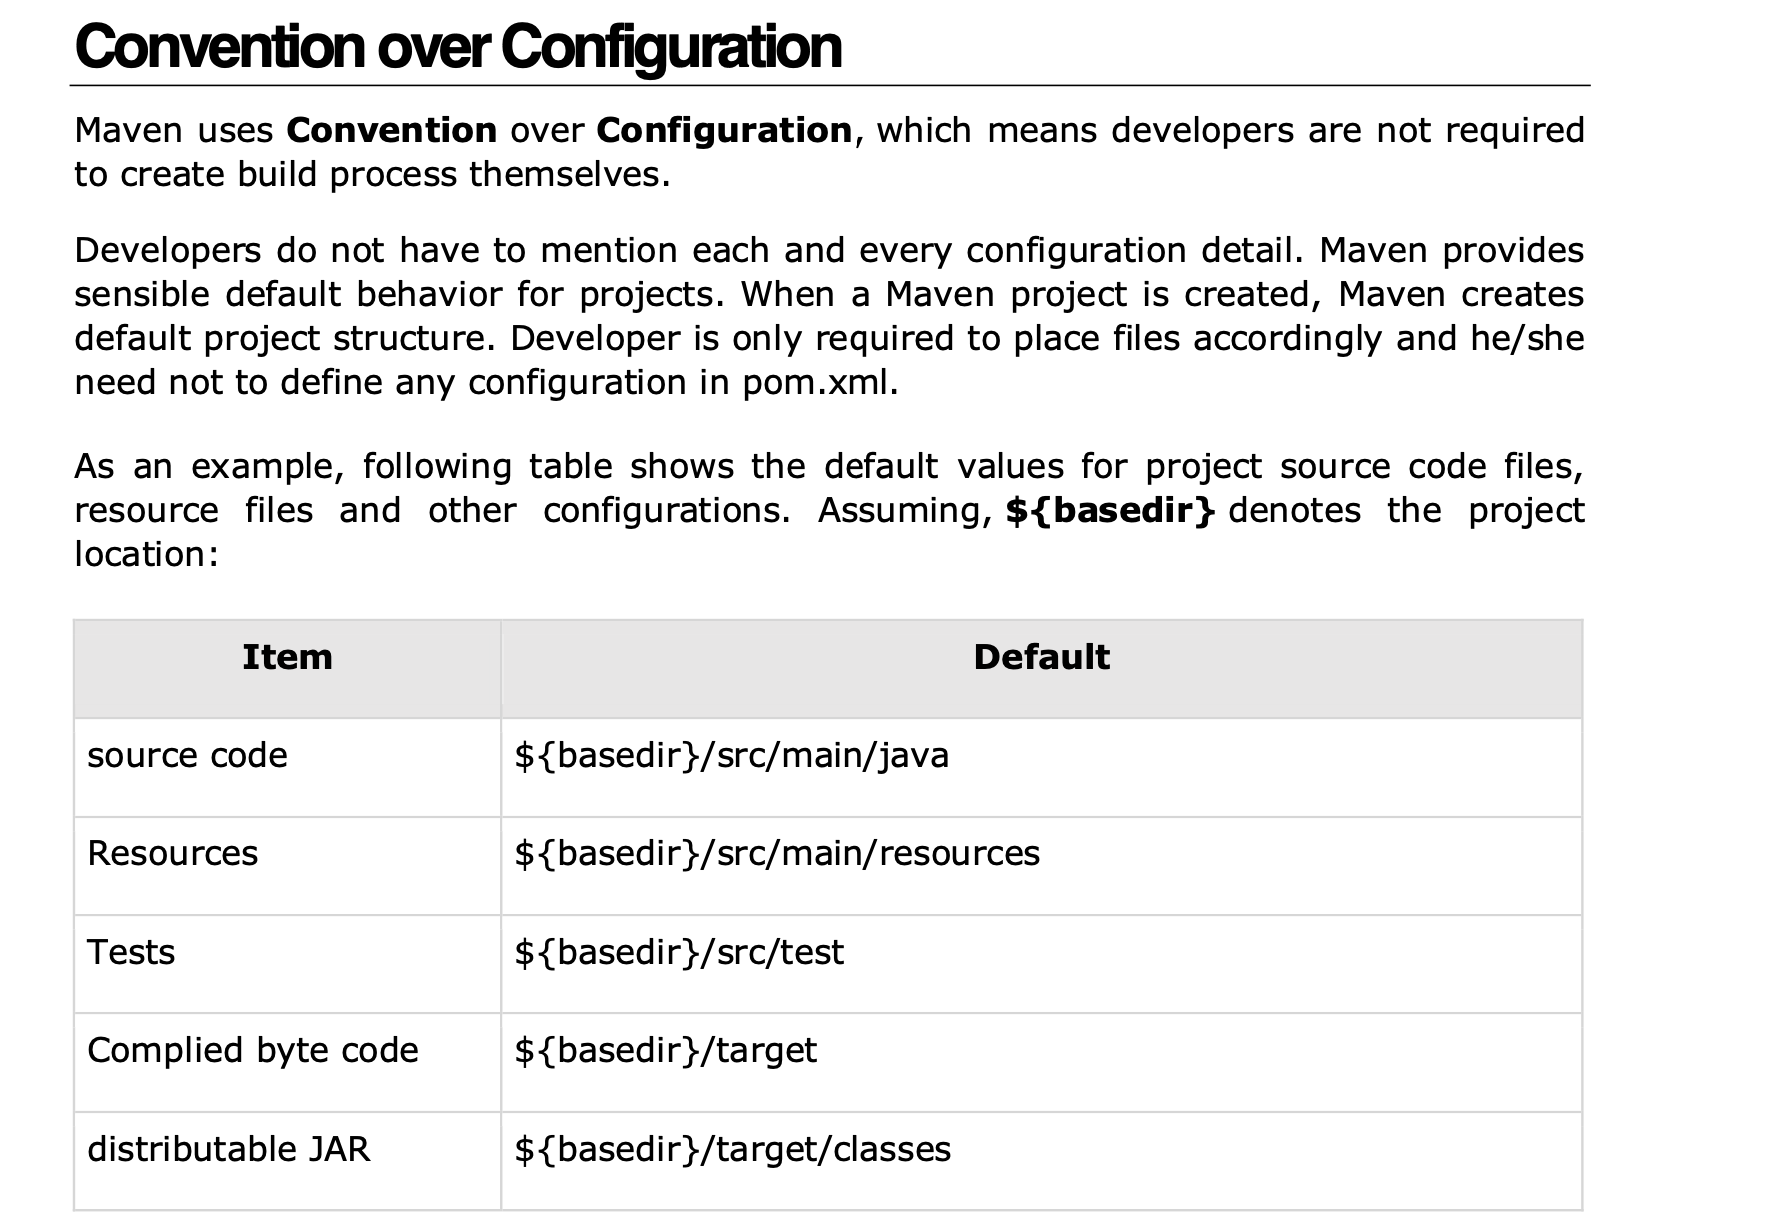 Convention over Configuration
Maven uses Convention over Configuration, which means developers are not required
to create build process themselves.
Developers do not have to mention each and every configuration detail. Maven provides
sensible default behavior for projects. When a Maven project is created, Maven creates
default project structure. Developer is only required to place files accordingly and he/she
need not to define any configuration in pom.xml.
As an example, following table shows the default values for project source code files,
resource files and other configurations. Assuming, ${basedir} denotes the project
location:
Item Default
source code ${basedir}/src/main/java
Resources ${basedir}/src/main/resources
Tests ${basedir}/src/test
Complied byte code ${basedir}/target
distributable JAR ${basedir}/target/classes